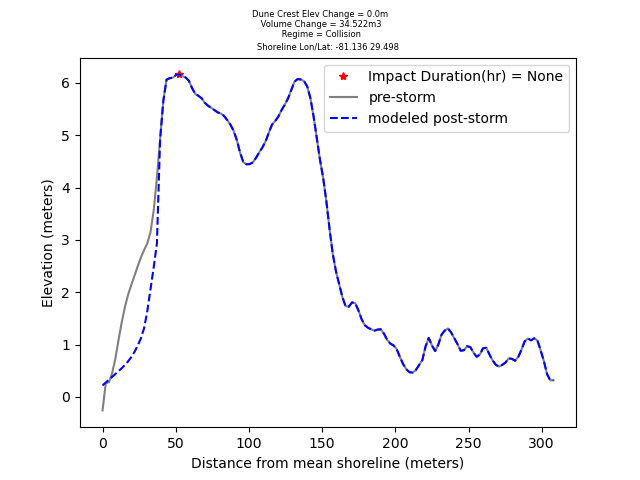 Dune Crest Elev Change = 0.0m
Volume Change = 34.522m3
Regime = Collision
Shoreline Lon/Lat: -81.136 29.498
Impact Duration(hr) = None
pre-storm
modeled post-storm
Elevation (meters)
6
5
4
3
2
1
0
0 50 100 150 200 250 300
Distance from mean shoreline (meters)